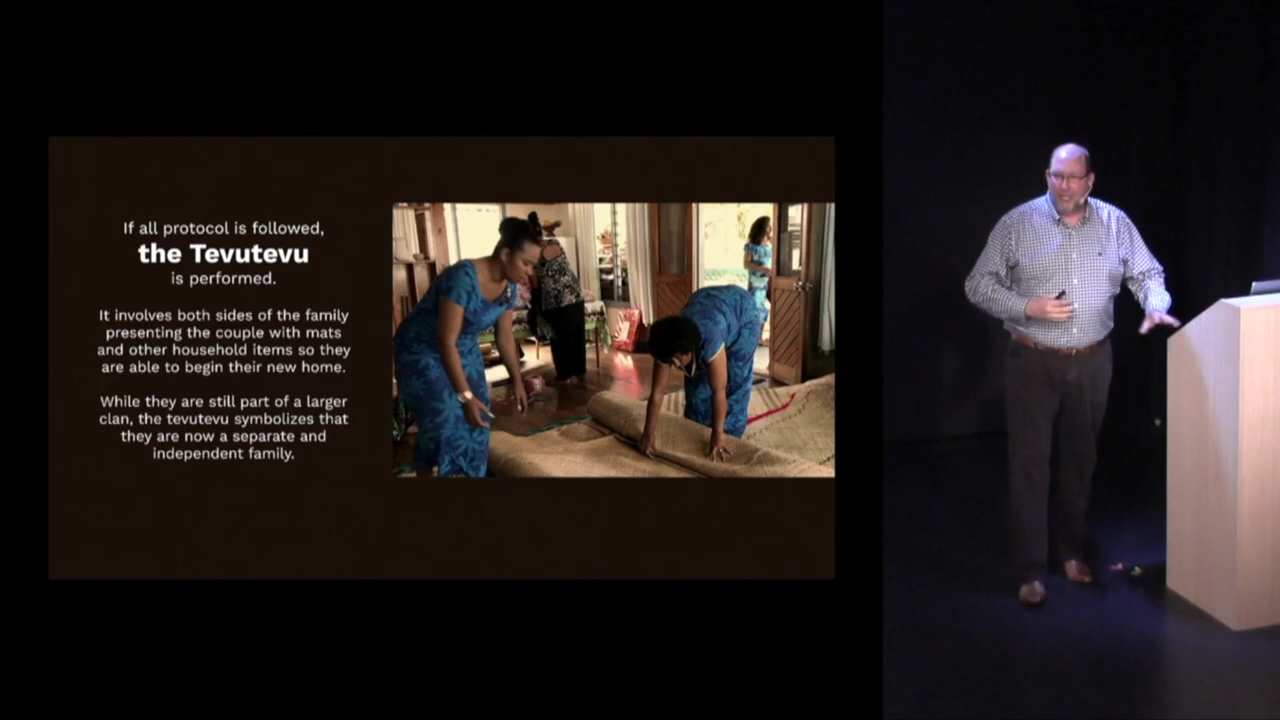 If all protocol is followed,
the Tevutevu
is performed.
It involves both sides of the family
presenting the couple with mats
and other household items so they
are able to begin their new home.
While they are still part of a larger
clan, the tevutevu symbolizes that
they are now a separate and
independent family.